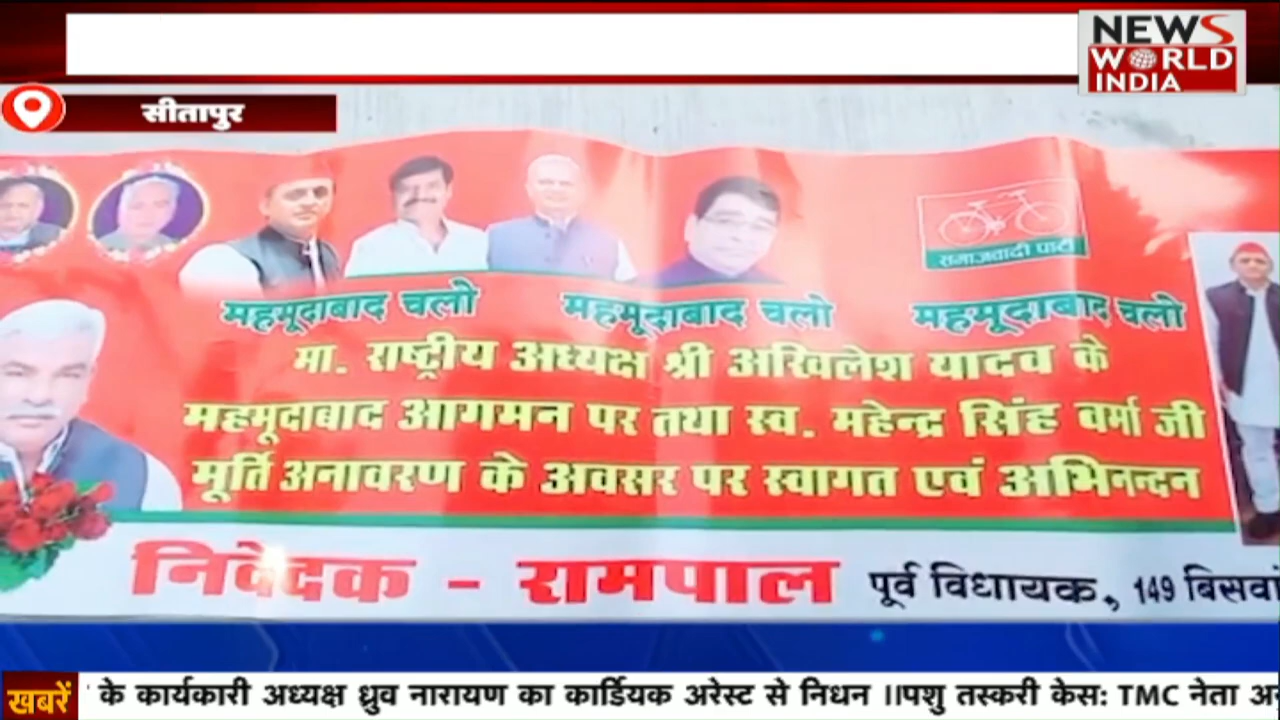 NEWS
WORLD
INDIA
सीतापुर
समाजवादी पार्टी
महमूदाबाद चलो महमूदाबाद चलो महमूदाबाद चलो
मा. राष्ट्रीय अध्यक्ष श्री अखिलेश यादव के
महमूदाबाद आगमन पर तथा स्व. महेन्द्र सिंह वर्मा जी
मूर्ति अनावरण के अवसर पर स्वागत एवं अभिनन्दन
निवेदक - रामपाल पूर्व विधायक, 149 बिसवां
खबरें के कार्यकारी अध्यक्ष ध्रुव नारायण का कार्डियक अरेस्ट से निधन ॥पशु तस्करी केस: TMC नेता